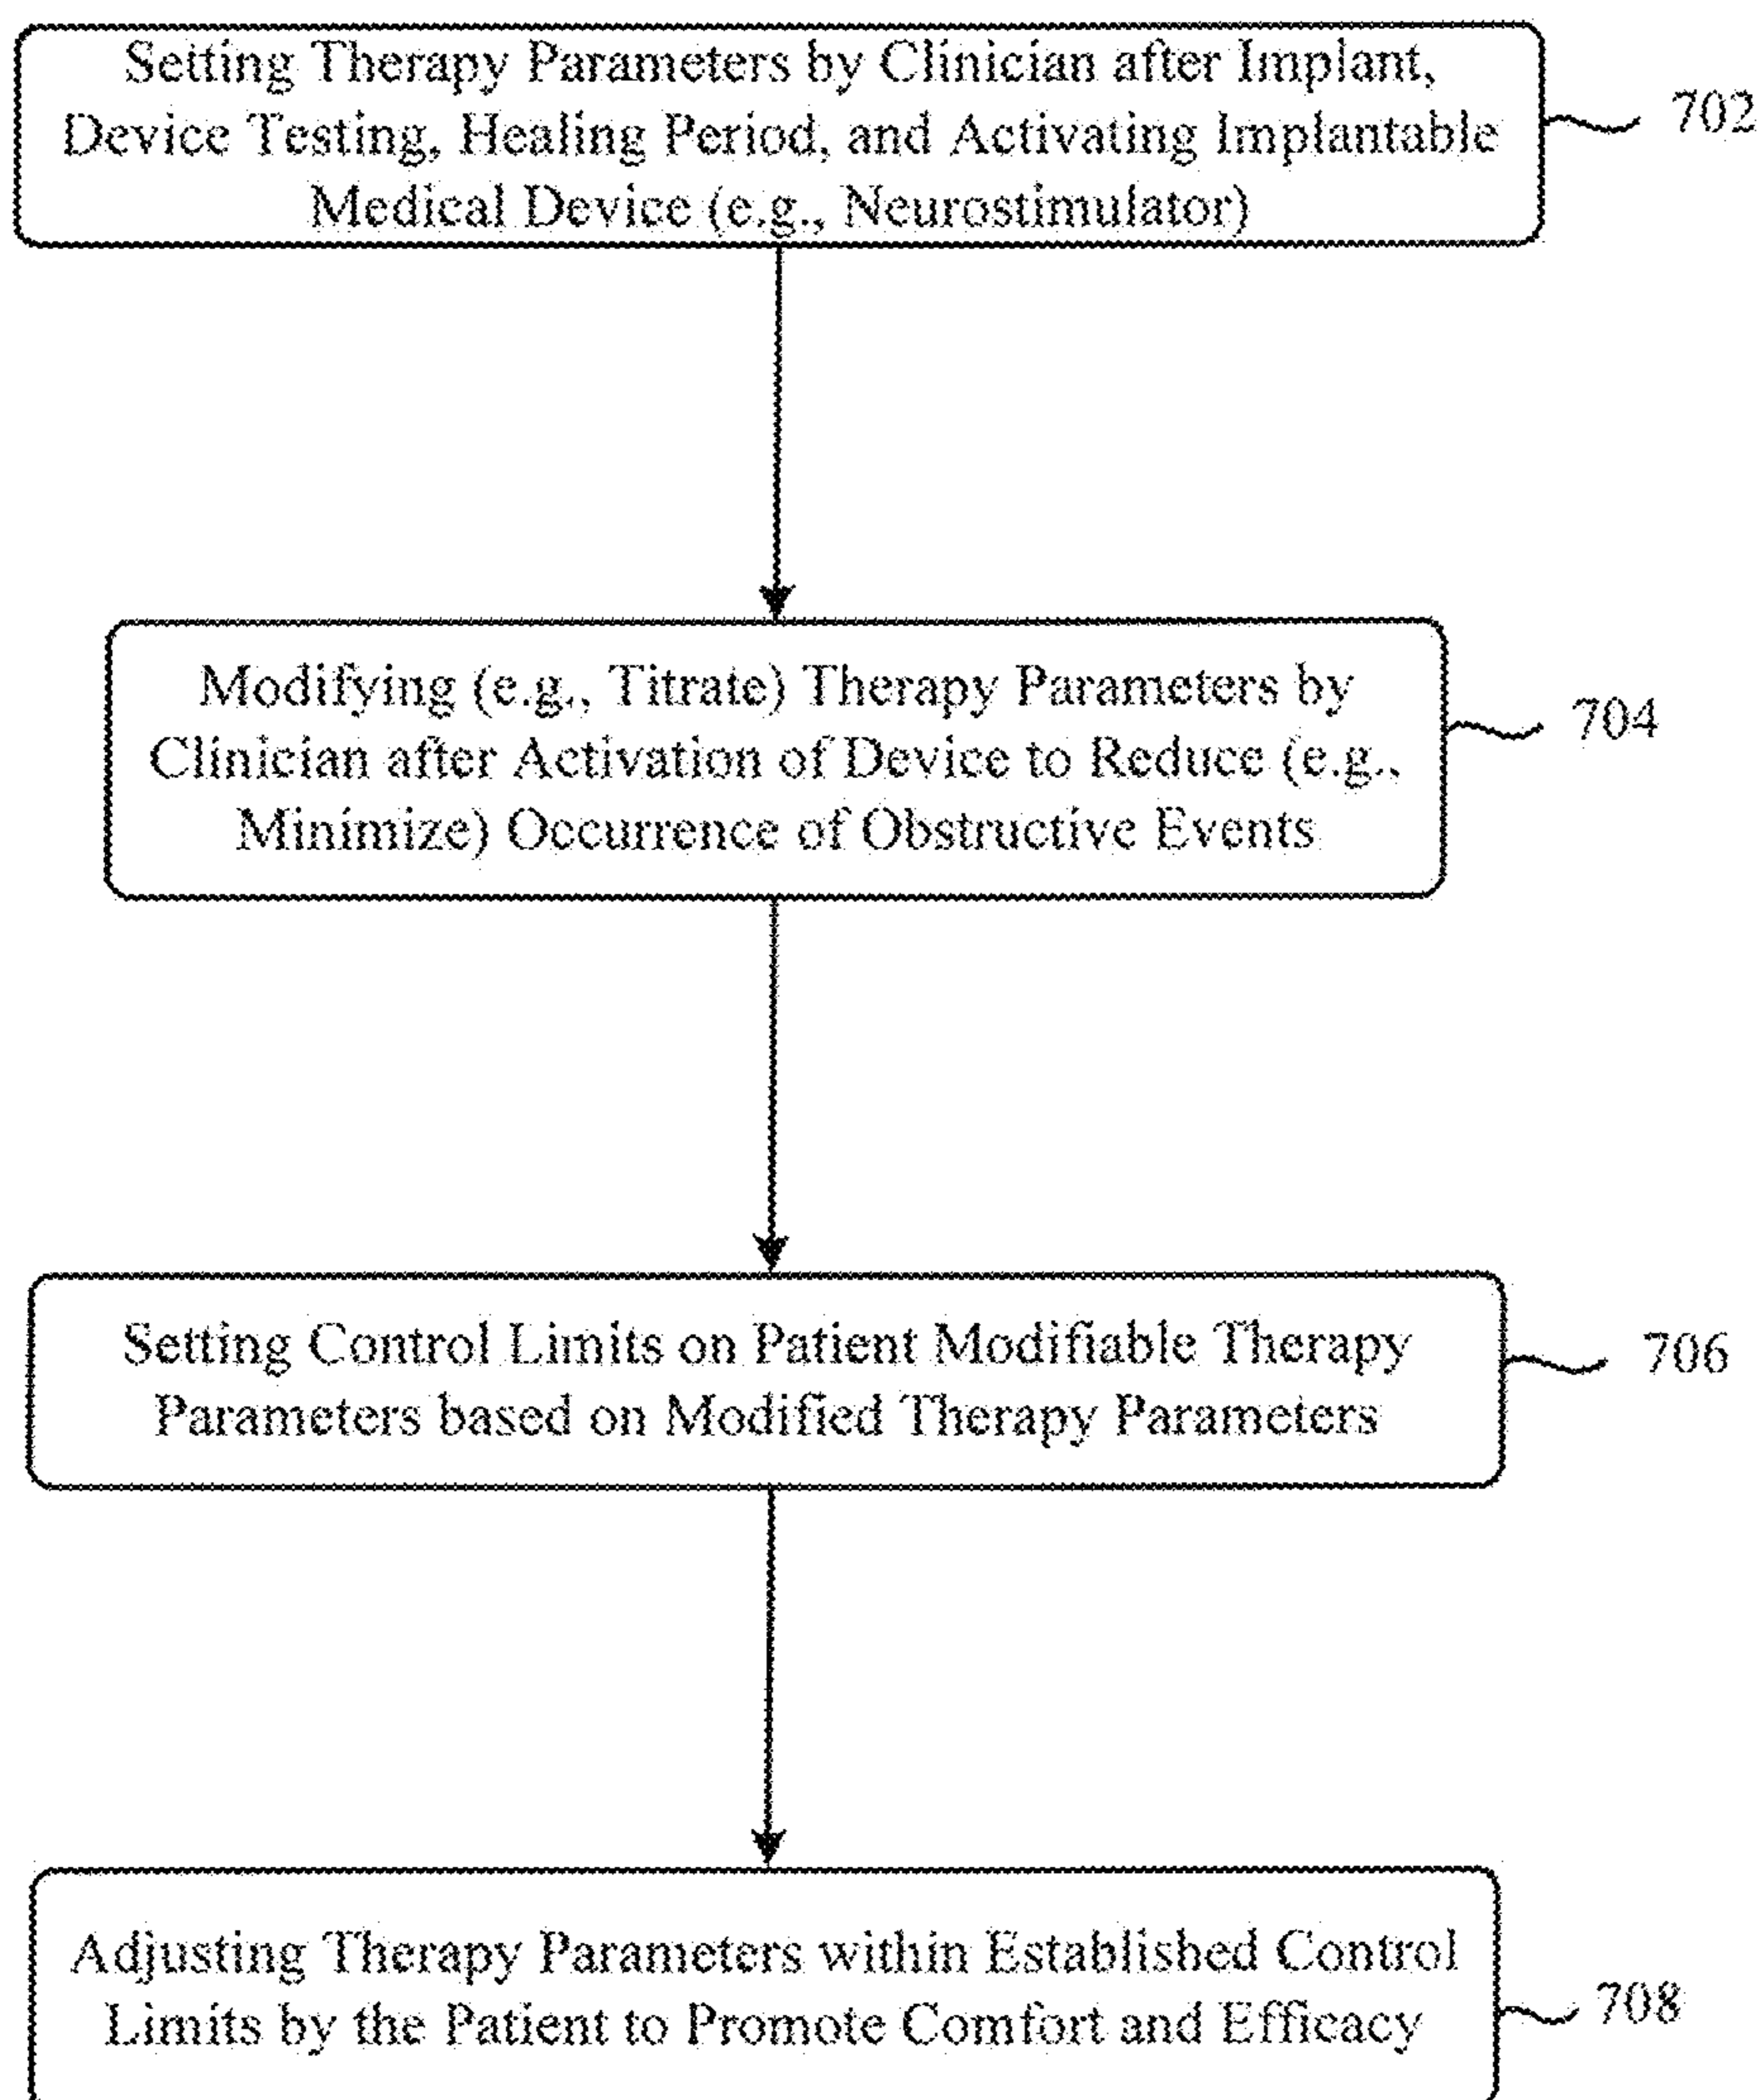 Setting Therapy Parameters by Clinician after Implant,
Device Testing, Healing Period, and Activating Implantable
Medical Device (e.g., Neurostimulator)
702
Modifying (e.g., Titrate) Therapy Parameters by
Clinician after Activation of Device to Reduce (e.g.,
Minimize) Occurrence of Obstructive Events
704
Setting Control Limits on Patient Modifiable Therapy
Parameters based on Modified Therapy Parameters
706
Adjusting Therapy Parameters within Established Control
Limits by the Patient to Promote Comfort and Efficacy
708